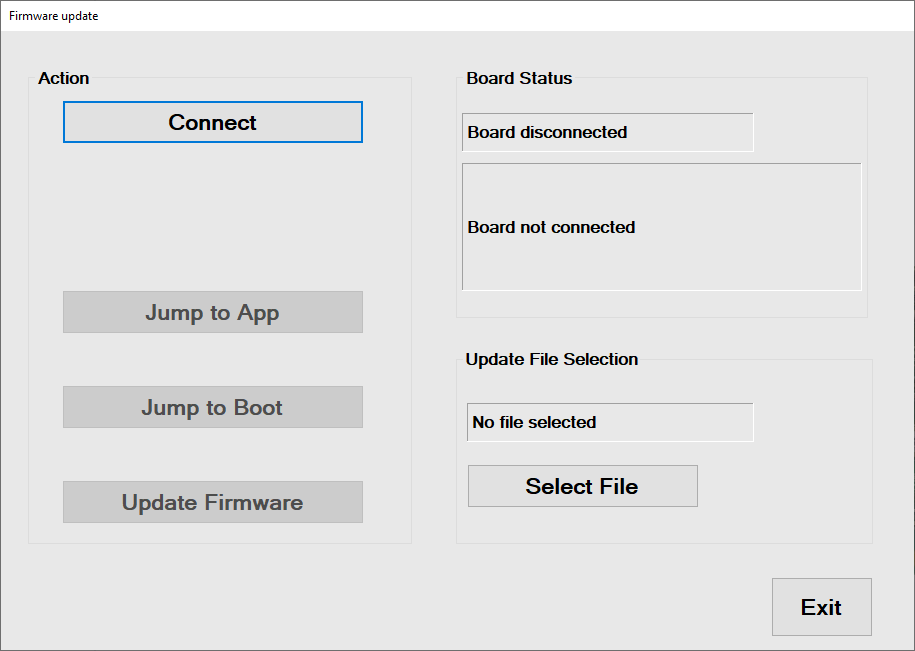 Firmware update
Action
Connect
Jump to App
Jump to Boot
Update Firmware
Board Status
Board disconnected
Board not connected
Update File Selection
No file selected
Select File
Exit